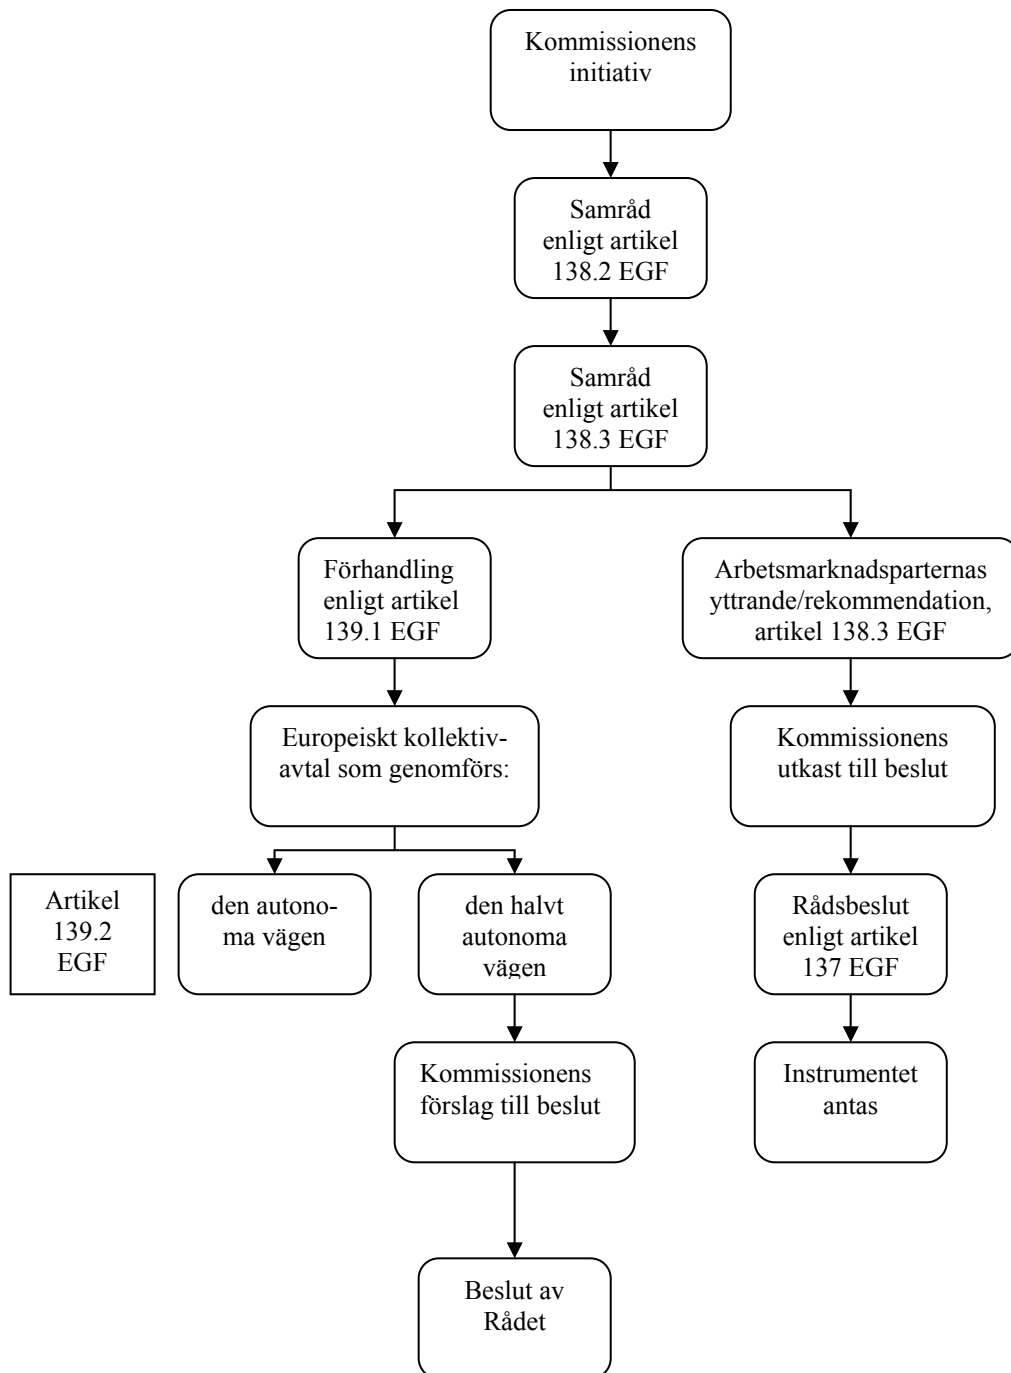 Kommissionens
initiativ
Samråd
enligt artikel
138.2 EGF
Samråd
enligt artikel
138.3 EGF
Förhandling
enligt artikel
139.1 EGF
Arbetsmarknadsparternas
yttrande/rekommendation,
artikel 138.3 EGF
Europeiskt kollektiv-
avtal som genomförs:
Kommissionens
utkast till beslut
Artikel
139.2
EGF
den autono-
ma vägen
den halvt
autonoma
vägen
Rådsbeslut
enligt artikel
137 EGF
Kommissionens
förslag till beslut
Instrumentet
antas
Beslut av
Rådet